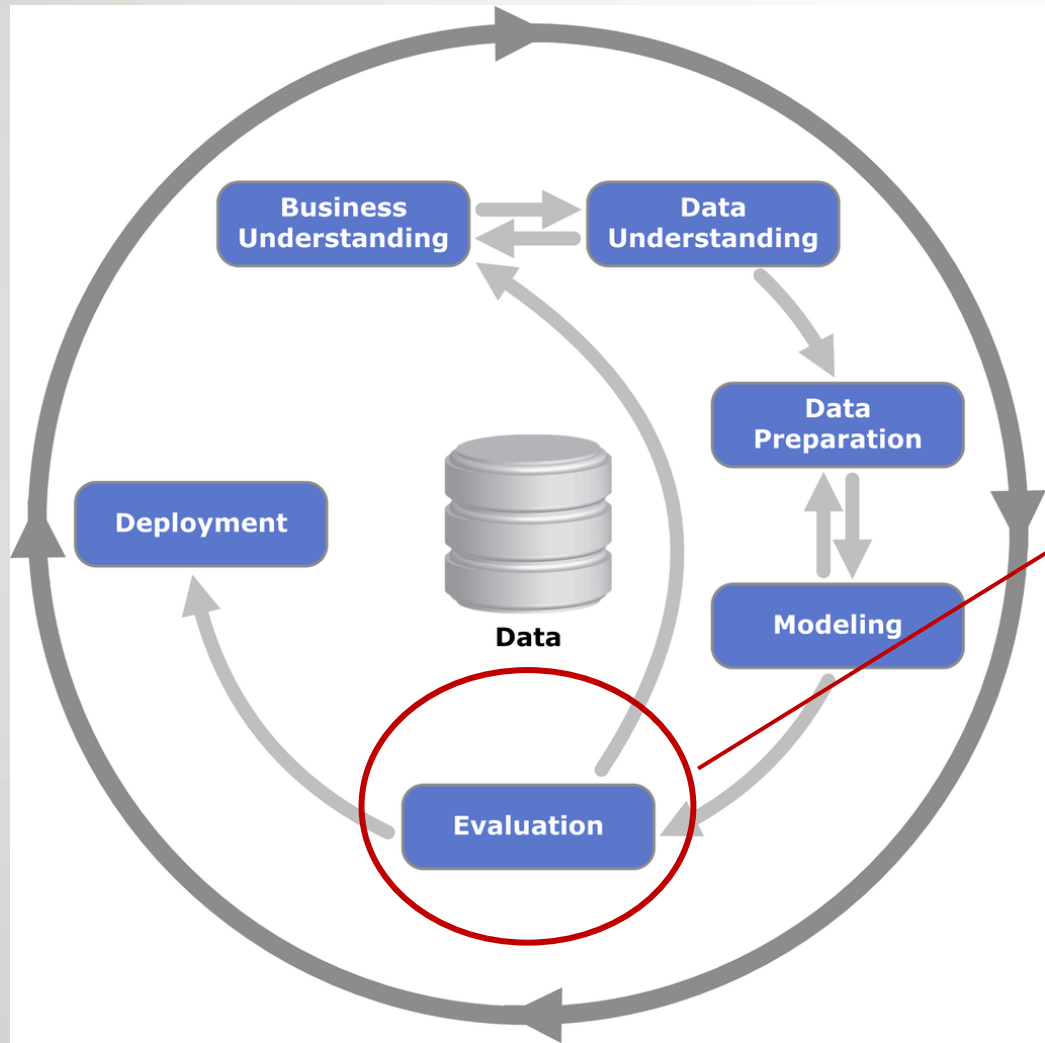 Business
Understanding
Data
Understanding
Data
Preparation
Deployment
Modeling
Data
Evaluation